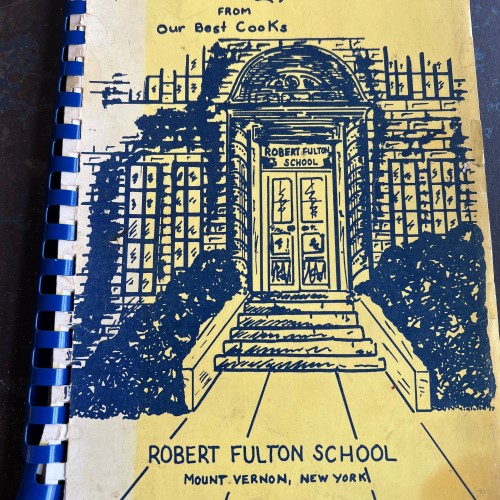 FROM
Our Best Cooks
ROBERT FULTON
SCHOOL
ROBERT FULTON SCHOOL
MOUNT VERNON, NEW YORK